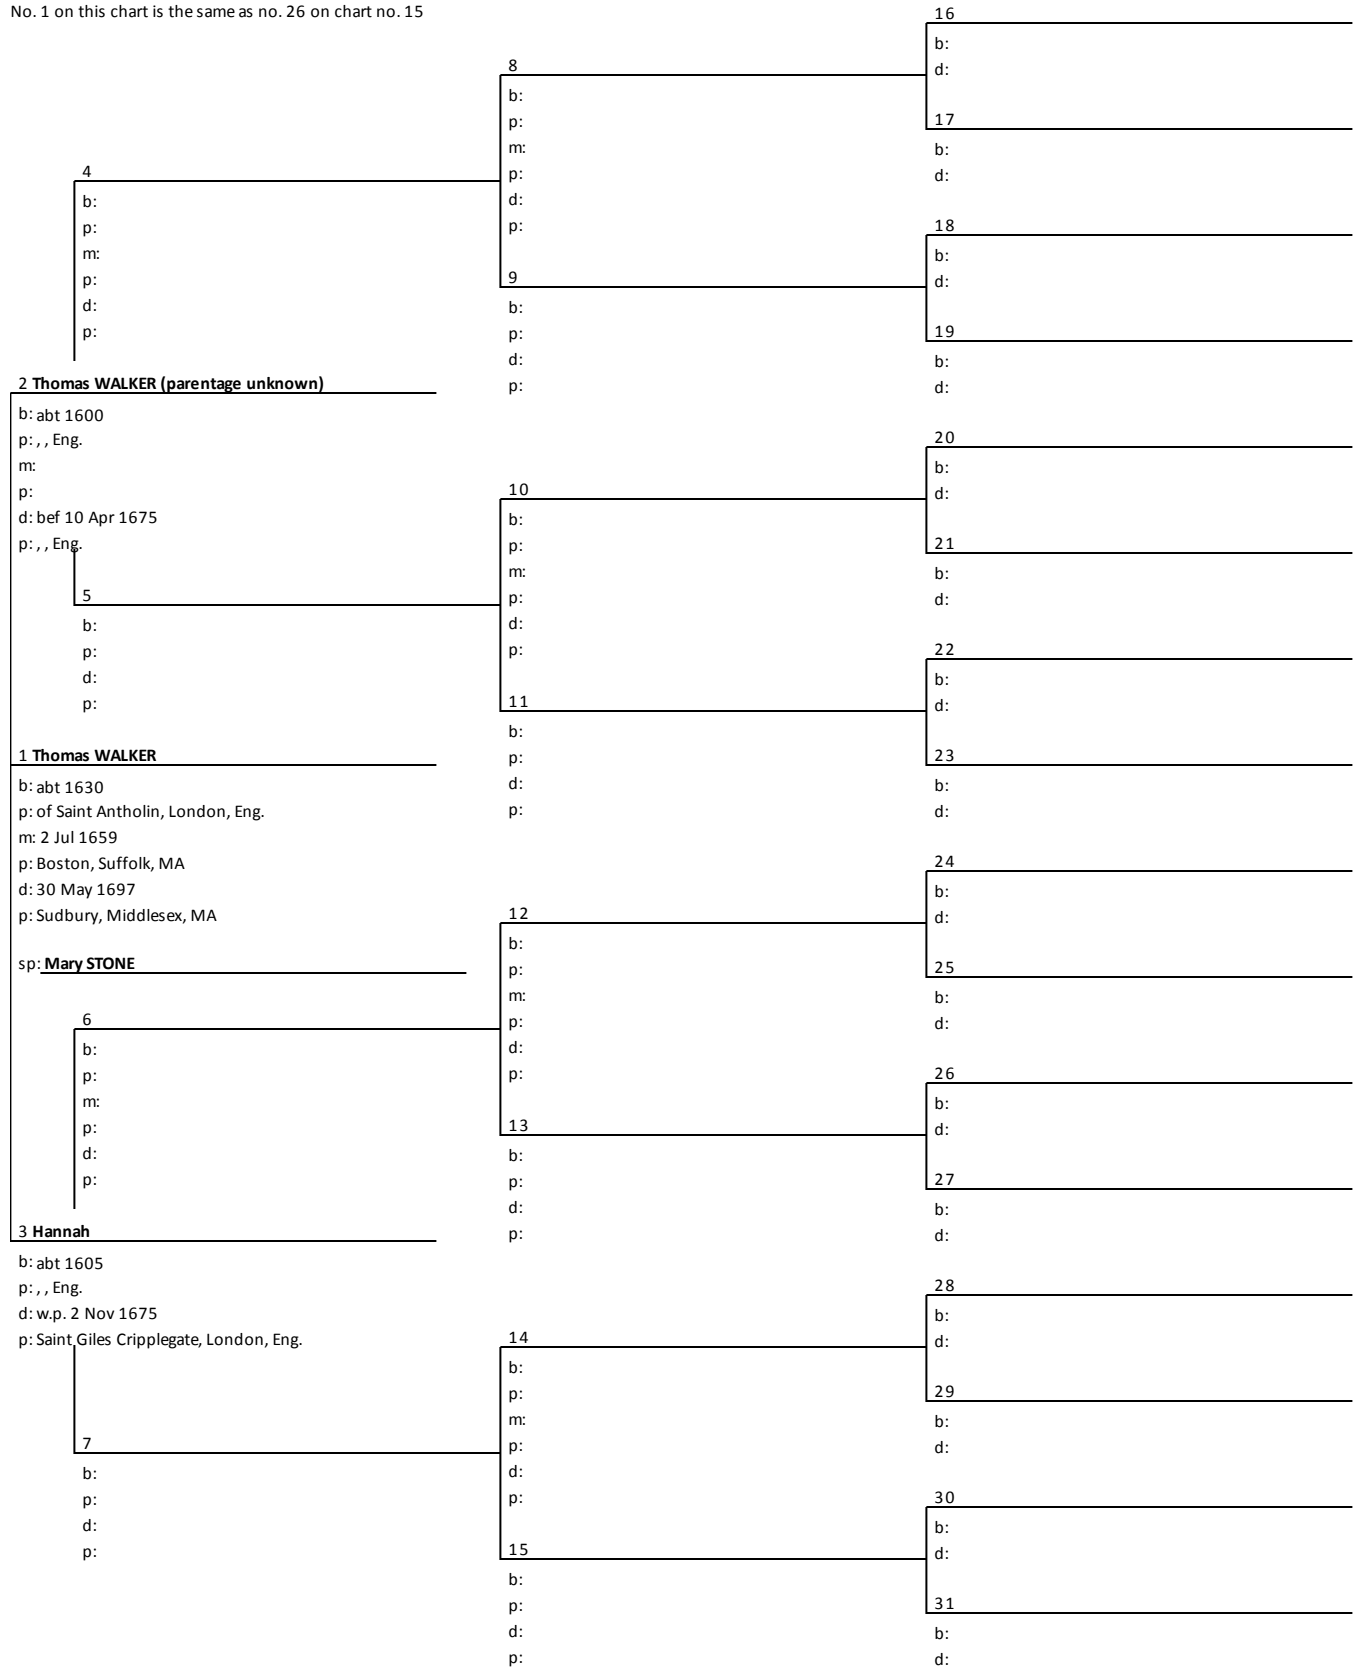 No. 1 on this chart is the same as no. 26 on chart no. 15
4
b:
p:
m:
p:
d:
p:
2 Thomas WALKER (parentage unknown)
b: abt 1600
p: , , Eng.
m:
p:
d: bef 10 Apr 1675
p: , , Eng.
5
b:
p:
d:
p:
1 Thomas WALKER
b: abt 1630
p: of Saint Antholin, London, Eng.
m: 2 Jul 1659
p: Boston, Suffolk, MA
d: 30 May 1697
p: Sudbury, Middlesex, MA
sp: Mary STONE
6
b:
p:
m:
p:
d:
p:
3 Hannah
b: abt 1605
p: , , Eng.
d: w.p. 2 Nov 1675
p: Saint Giles Cripplegate, London, Eng.
7
b:
p:
d:
p:
8
b:
p:
m:
p:
d:
p:
9
b:
p:
d:
p:
10
b:
p:
m:
p:
d:
p:
11
b:
p:
d:
p:
12
b:
p:
m:
p:
d:
p:
13
b:
p:
d:
p:
14
b:
p:
m:
p:
d:
p:
15
b:
p:
d:
p:
16
b:
d:
17
b:
d:
18
b:
d:
19
b:
d:
20
b:
d:
21
b:
d:
22
b:
d:
23
b:
d:
24
b:
d:
25
b:
d:
26
b:
d:
27
b:
d:
28
b:
d:
29
b:
d:
30
b:
d:
31
b:
d: